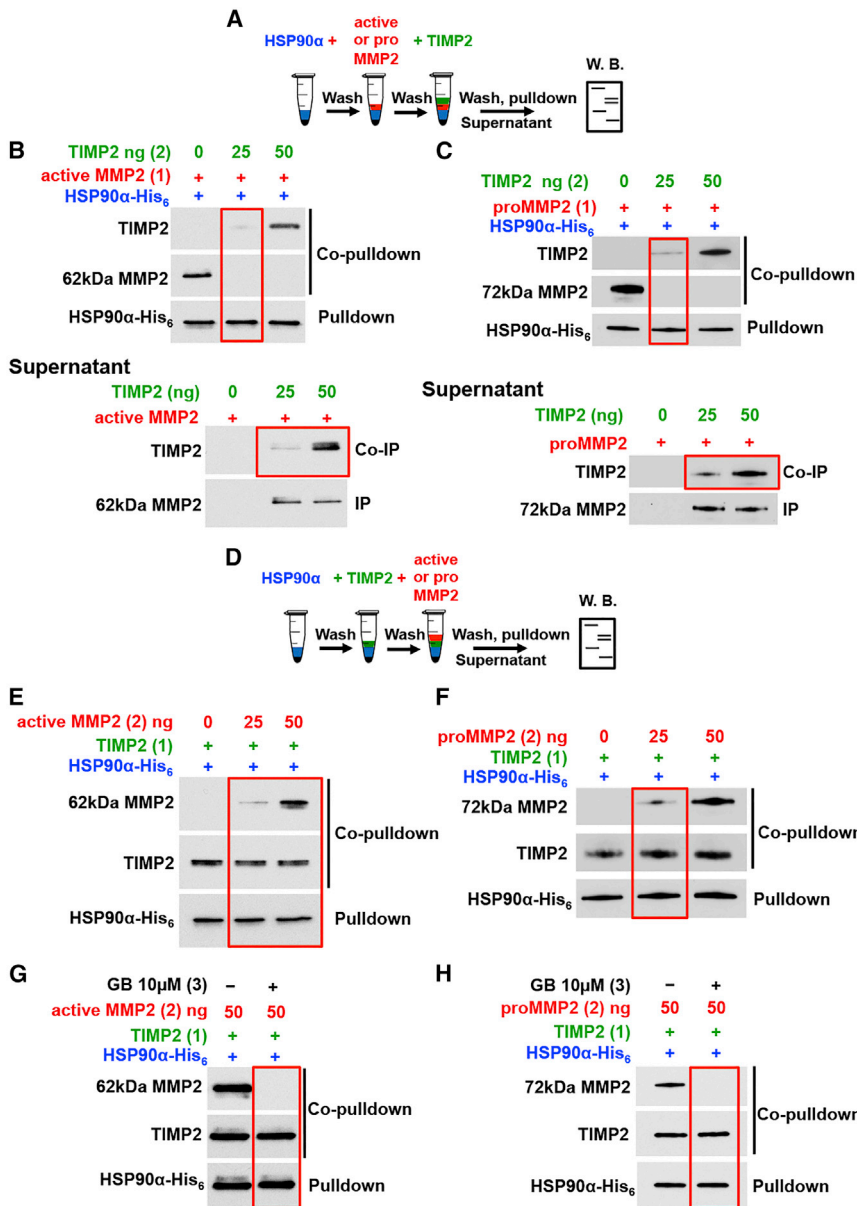 A
HSP90α + active or pro MMP2 + TIMP2
Wash Wash Wash, pulldown
Supernatant
W. B.
B
TIMP2 ng (2) 0 25 50
active MMP2 (1) + + +
HSP90α-His6 + + +
TIMP2
62kDa MMP2
Co-pulldown
HSP90α-His6 Pulldown
Supernatant
TIMP2 (ng) 0 25 50
active MMP2 + + +
TIMP2 Co-IP
62kDa MMP2 IP
C
TIMP2 ng (2) 0 25 50
proMMP2 (1) + + +
HSP90α-His6 + + +
TIMP2
72kDa MMP2
Co-pulldown
HSP90α-His6 Pulldown
Supernatant
TIMP2 (ng) 0 25 50
proMMP2 + + +
TIMP2 Co-IP
72kDa MMP2 IP
D
HSP90α + TIMP2 + active or pro MMP2
Wash Wash Wash, pulldown
Supernatant
W. B.
E
active MMP2 (2) ng 0 25 50
TIMP2 (1) + + +
HSP90α-His6 + + +
62kDa MMP2
TIMP2
Co-pulldown
HSP90α-His6 Pulldown
F
proMMP2 (2) ng 0 25 50
TIMP2 (1) + + +
HSP90α-His6 + + +
72kDa MMP2
TIMP2
Co-pulldown
HSP90α-His6 Pulldown
G
GB 10μM (3) − +
active MMP2 (2) ng 50 50
TIMP2 (1) + +
HSP90α-His6 + +
62kDa MMP2
TIMP2
Co-pulldown
HSP90α-His6 Pulldown
H
GB 10μM (3) − +
proMMP2 (2) ng 50 50
TIMP2 (1) + +
HSP90α-His6 + +
72kDa MMP2
TIMP2
Co-pulldown
HSP90α-His6 Pulldown